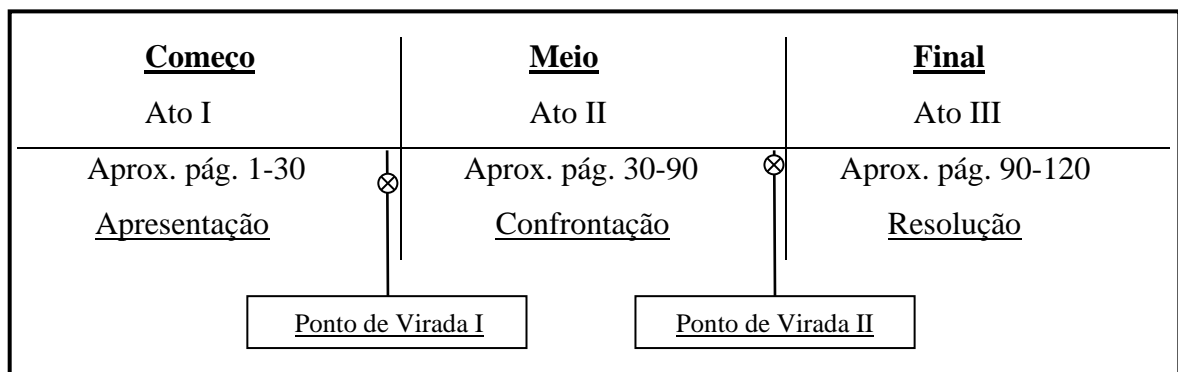 Começo Meio Final
Ato I Ato II Ato III
Aprox. pág. 1-30 Aprox. pág. 30-90 Aprox. pág. 90-120
Apresentação Confrontação Resolução
Ponto de Virada I Ponto de Virada II